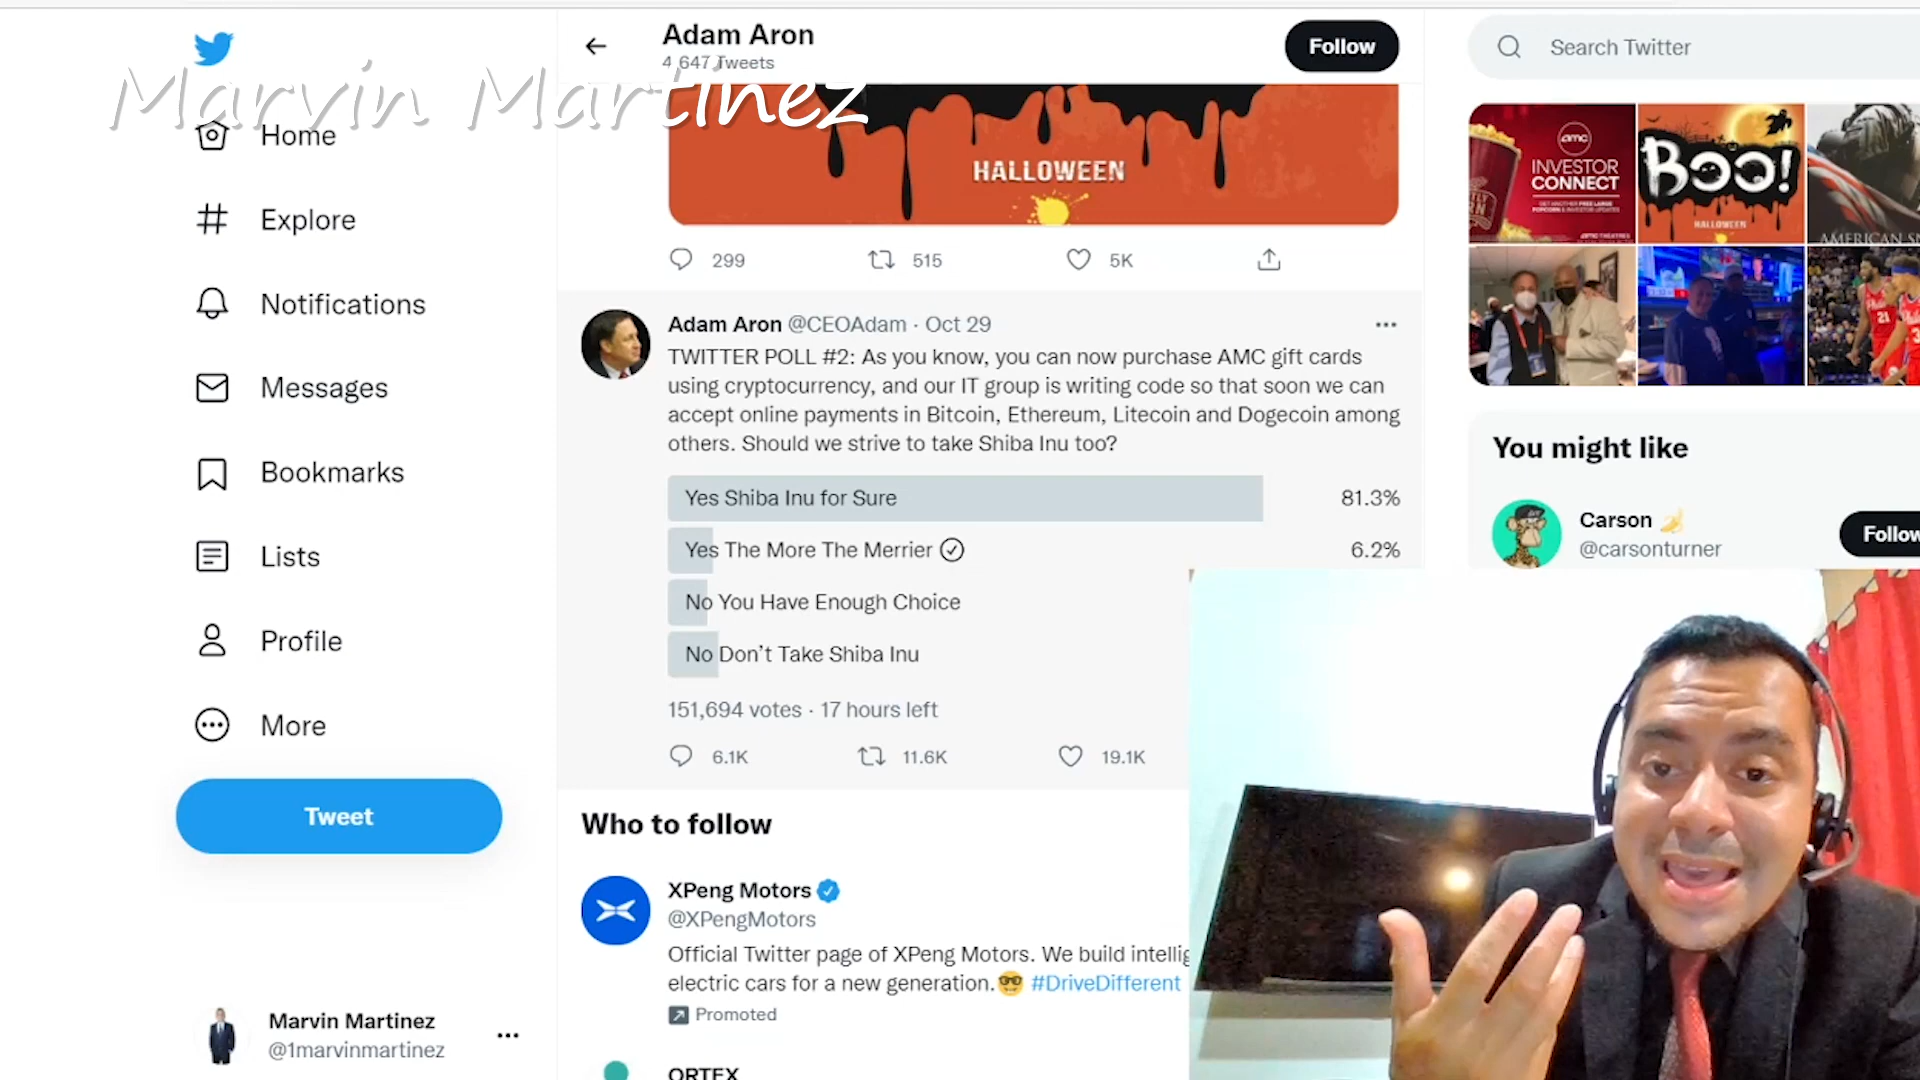 Adam Aron
4,647 Tweets
Follow
Search Twitter
Marvin Martinez
Home
Explore
Notifications
Messages
Bookmarks
Lists
Profile
More
Tweet
Marvin Martinez
@1marvinmartinez
HALLOWEEN
299
515
5K
Adam Aron @CEOAdam · Oct 29
TWITTER POLL #2: As you know, you can now purchase AMC gift cards
using cryptocurrency, and our IT group is writing code so that soon we can
accept online payments in Bitcoin, Ethereum, Litecoin and Dogecoin among
others. Should we strive to take Shiba Inu too?
Yes Shiba Inu for Sure 81.3%
Yes The More The Merrier 6.2%
No You Have Enough Choice
No Don’t Take Shiba Inu
151,694 votes · 17 hours left
6.1K
11.6K
19.1K
Who to follow
XPeng Motors
@XPengMotors
Official Twitter page of XPeng Motors. We build intellig
electric cars for a new generation. #DriveDifferent
Promoted
ORTEX
amc
INVESTOR
CONNECT
BOO!
HALLOWEEN
AMERICAN SN
21
You might like
Carson
@carsonturner
Follow